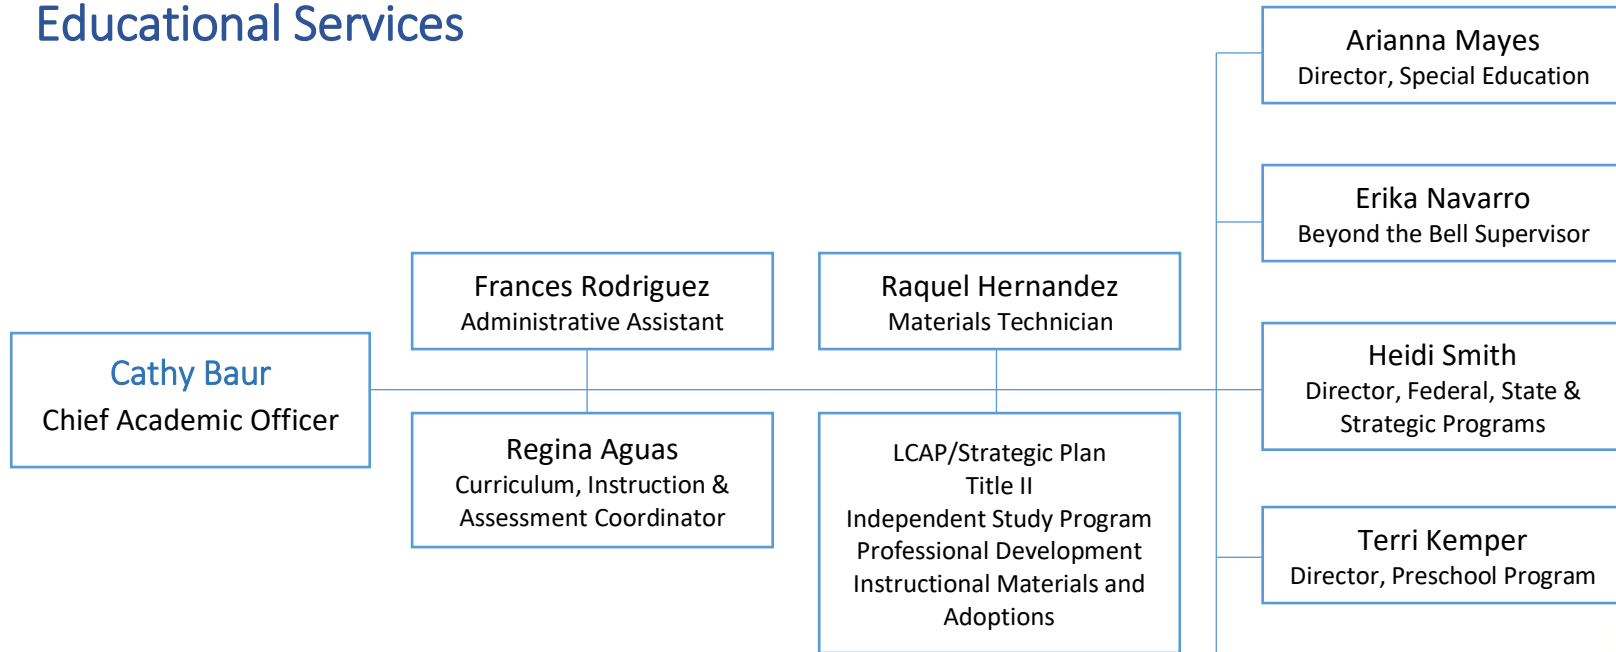 Educational Services
Cathy Baur
Chief Academic Officer
Frances Rodriguez
Administrative Assistant
Regina Aguas
Curriculum, Instruction &
Assessment Coordinator
Raquel Hernandez
Materials Technician
LCAP/Strategic Plan
Title II
Independent Study Program
Professional Development
Instructional Materials and
Adoptions
Arianna Mayes
Director, Special Education
Erika Navarro
Beyond the Bell Supervisor
Heidi Smith
Director, Federal, State &
Strategic Programs
Terri Kemper
Director, Preschool Program